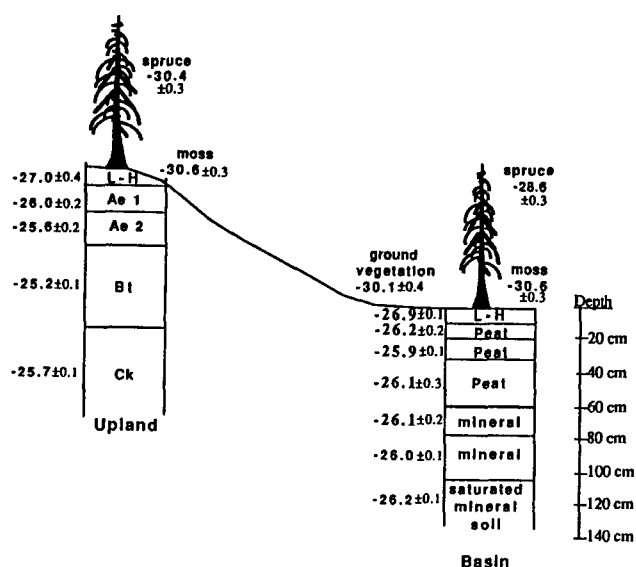 spruce
-30.4
±0.3
moss
-30.6±0.3
-27.0±0.4
L-H
-26.0±0.2
Ae 1
-25.6±0.2
Ae 2
-25.2±0.1
Bt
-25.7±0.1
Ck
Upland
spruce
-28.6
±0.3
ground
vegetation
-30.1±0.4
moss
-30.6
±0.3
Depth
-26.9±0.1
L-H
-26.2±0.2
Peat
20 cm
-25.9±0.1
Peat
40 cm
-26.1±0.3
Peat
60 cm
-26.1±0.2
mineral
80 cm
-26.0±0.1
mineral
100 cm
-26.2±0.1
saturated
mineral
soil
120 cm
140 cm
Basin